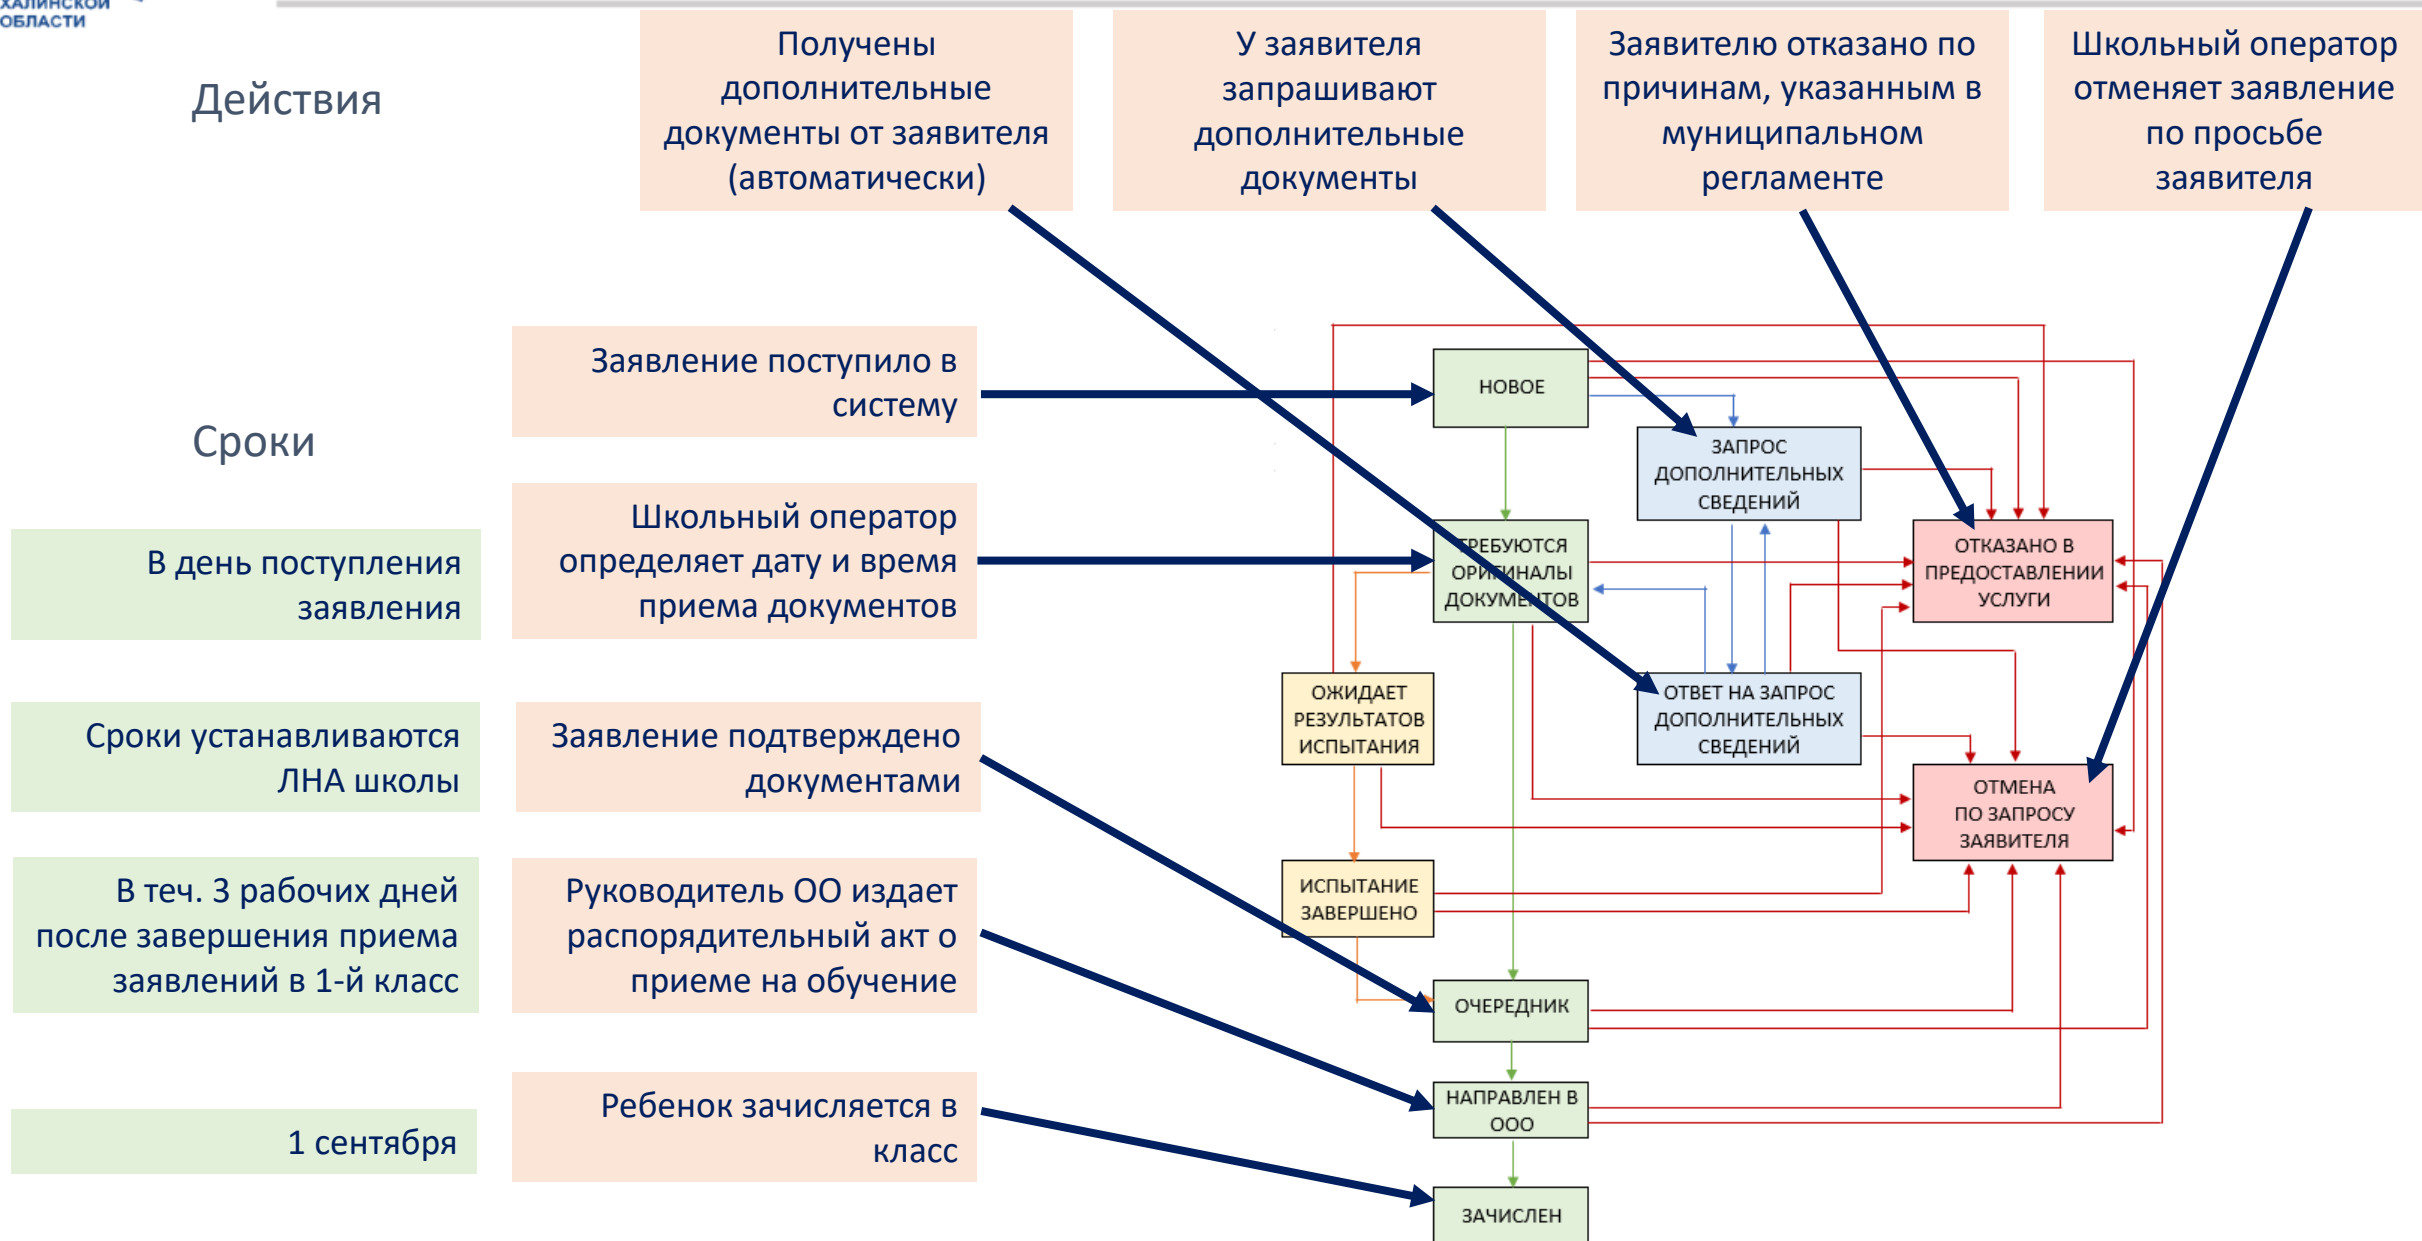 ОБЛАСТИ
Действия
Получены
дополнительные
документы от заявителя
(автоматически)
У заявителя
запрашивают
дополнительные
документы
Заявителю отказано по
причинам, указанным в
муниципальном
регламенте
Школьный оператор
отменяет заявление
по просьбе
заявителя
Заявление поступило в
систему
Сроки
Школьный оператор
определяет дату и время
приема документов
В день поступления
заявления
Сроки устанавливаются
ЛНА школы
Заявление подтверждено
документами
В теч. 3 рабочих дней
после завершения приема
заявлений в 1-й класс
Руководитель ОО издает
распорядительный акт о
приеме на обучение
1 сентября
Ребенок зачисляется в
класс
НОВОЕ
ЗАПРОС
ДОПОЛНИТЕЛЬНЫХ
СВЕДЕНИЙ
ТРЕБУЮТСЯ
ОРИГИНАЛЫ
ДОКУМЕНТОВ
ОТКАЗАНО В
ПРЕДОСТАВЛЕНИИ
УСЛУГИ
ОЖИДАЕТ
РЕЗУЛЬТАТОВ
ИСПЫТАНИЯ
ОТВЕТ НА ЗАПРОС
ДОПОЛНИТЕЛЬНЫХ
СВЕДЕНИЙ
ОТМЕНА
ПО ЗАПРОСУ
ЗАЯВИТЕЛЯ
ИСПЫТАНИЕ
ЗАВЕРШЕНО
ОЧЕРЕДНИК
НАПРАВЛЕН В
ООО
ЗАЧИСЛЕН